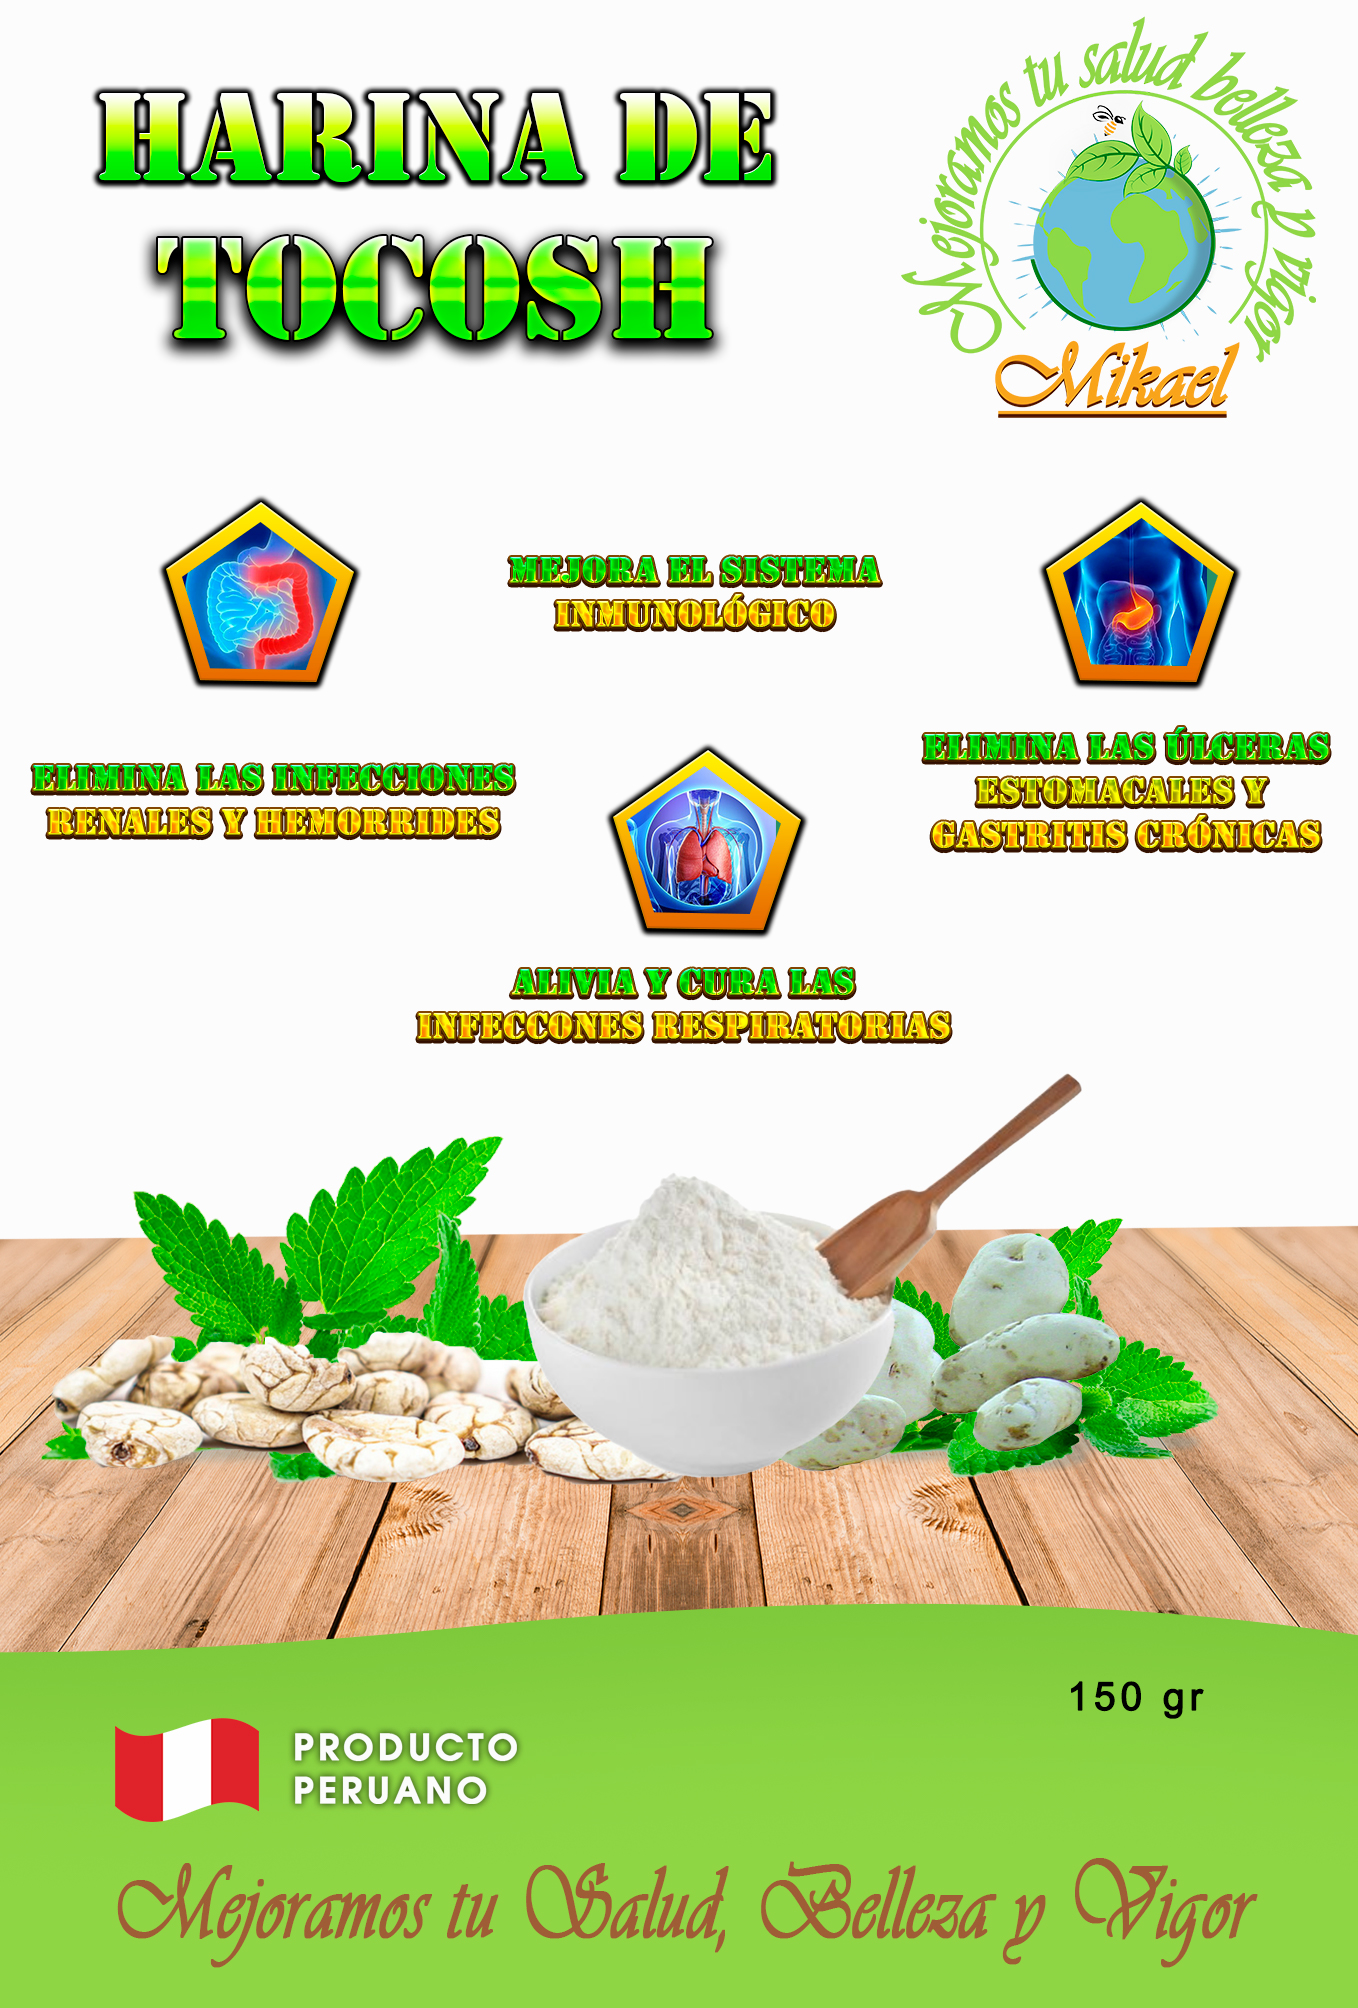 HARINA DE
TOCOSH
Mejoramos tu salud belleza y vigor
Mikael
MEJORA EL SISTEMA
INMUNOLÓGICO
ELIMINA LAS INFECCIONES
RENALES Y HEMORRIDES
ELIMINA LAS ÚLCERAS
ESTOMACALES Y
GASTRITIS CRÓNICAS
ALIVIA Y CURA LAS
INFECCONES RESPIRATORIAS
150 gr
PRODUCTO
PERUANO
Mejoramos tu Salud, Belleza y Vigor